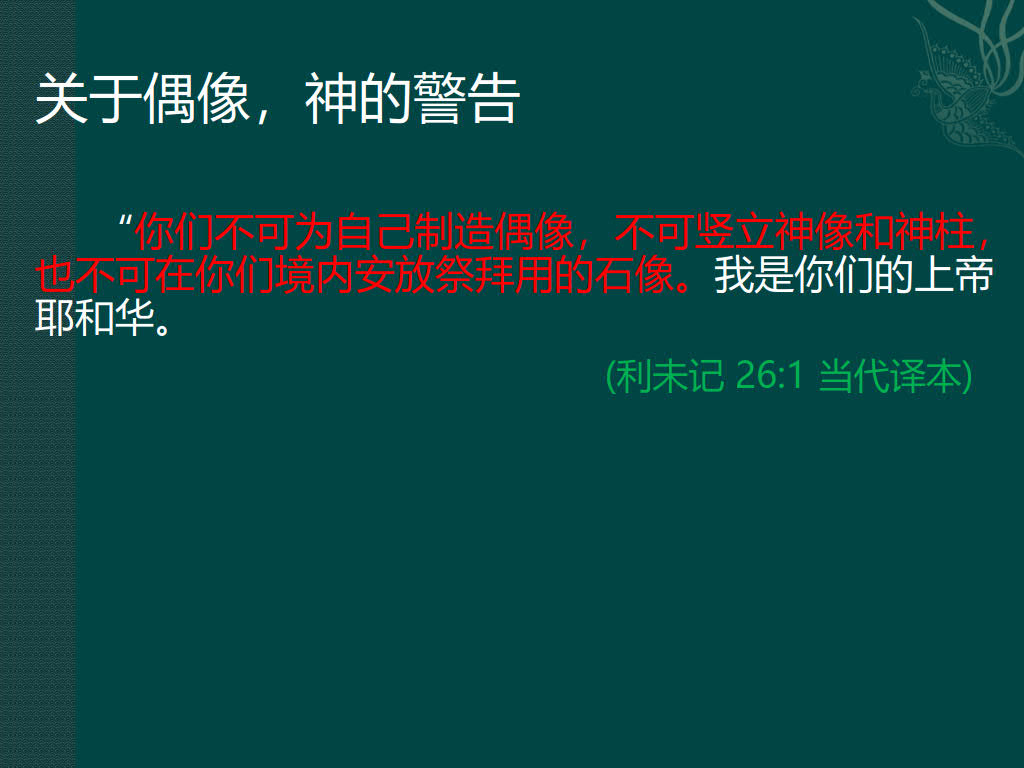 关于偶像，神的警告
“你们不可为自己制造偶像，不可竖立神像和神柱，
也不可在你们境内安放祭拜用的石像。我是你们的上帝
耶和华。
(利未记 26:1 当代译本)